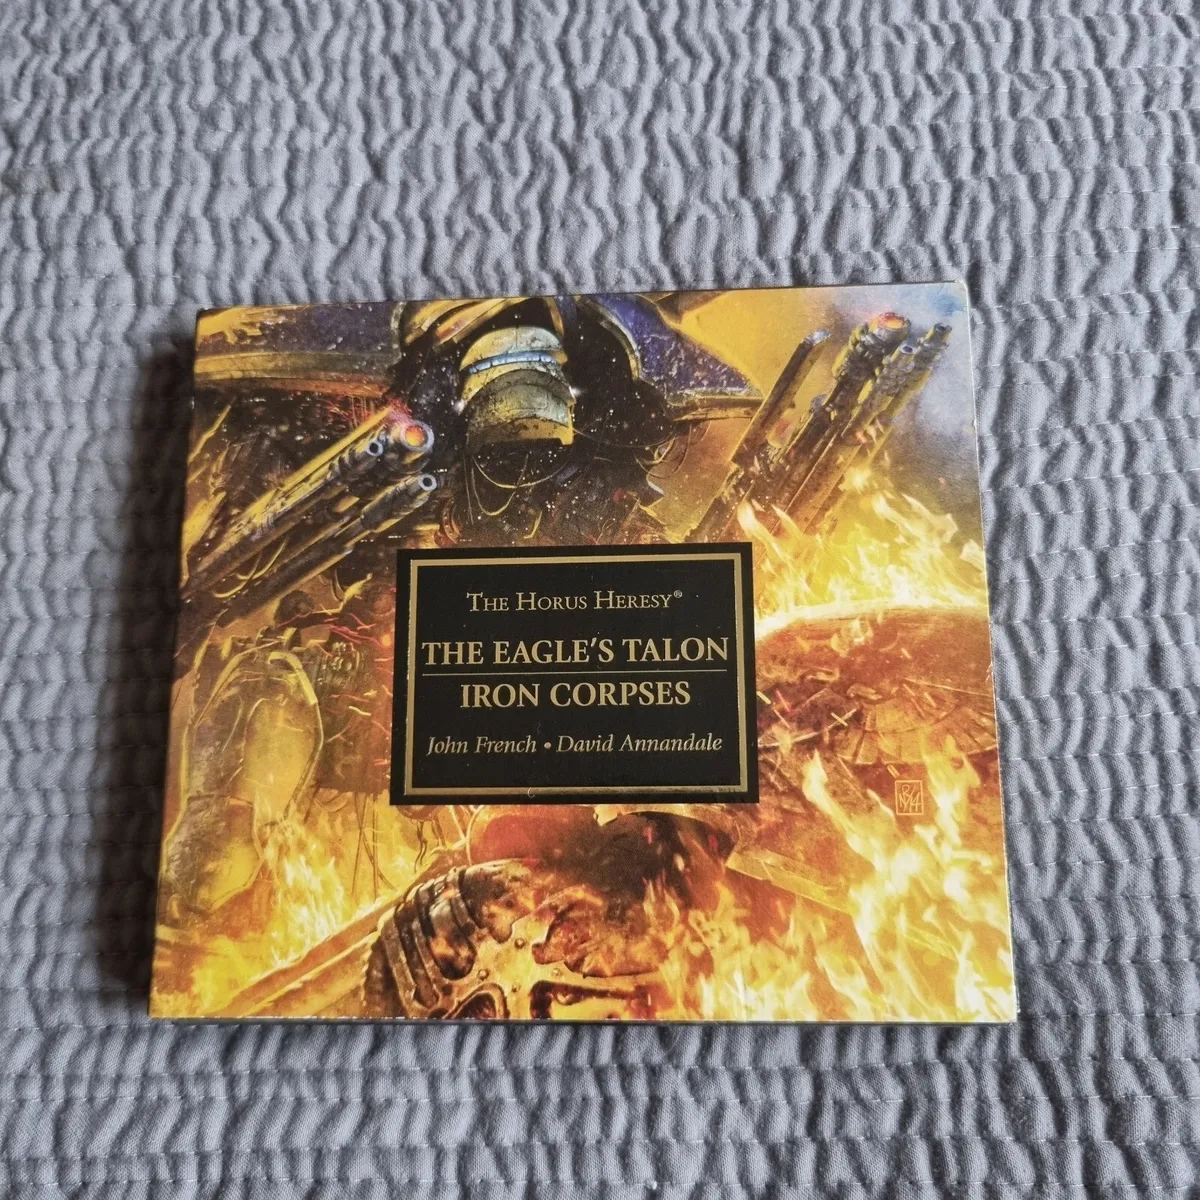 THE HORUS HERESY®
THE EAGLE'S TALON
IRON CORPSES
John French • David Annandale